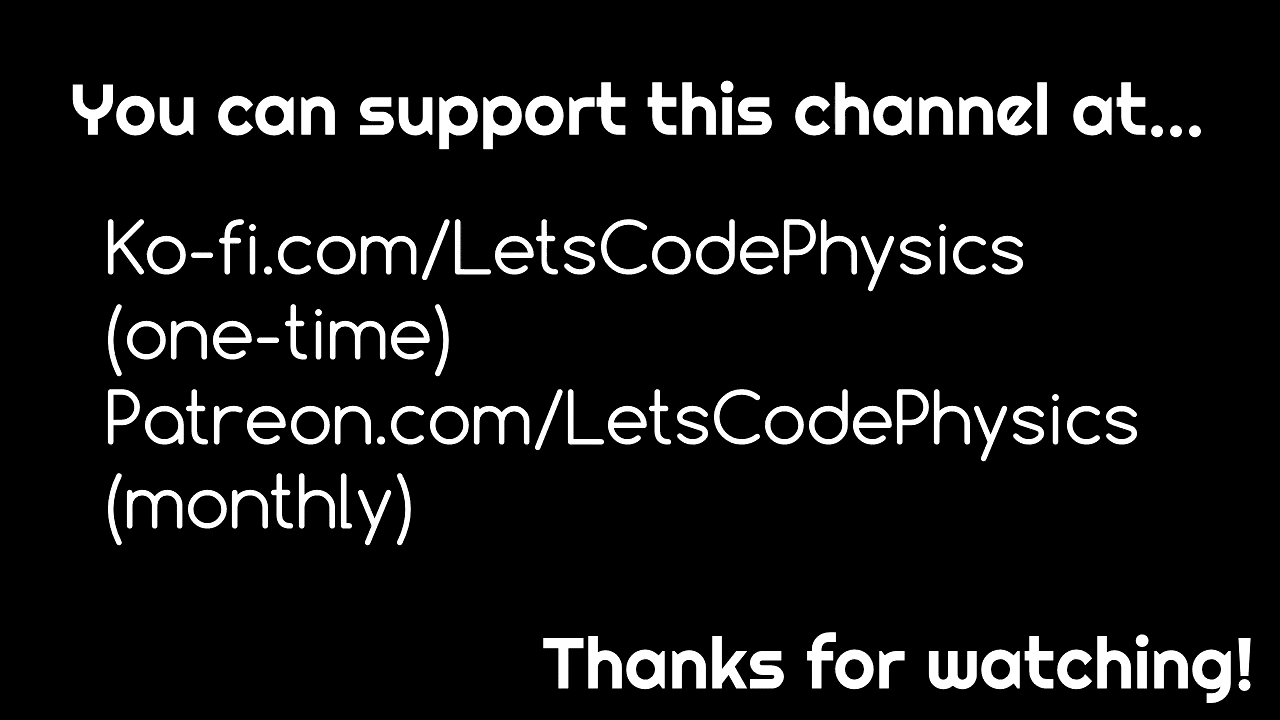 You can support this channel at...
Ko-fi.com/LetsCodePhysics
(one-time)
Patreon.com/LetsCodePhysics
(monthly)
Thanks for watching!